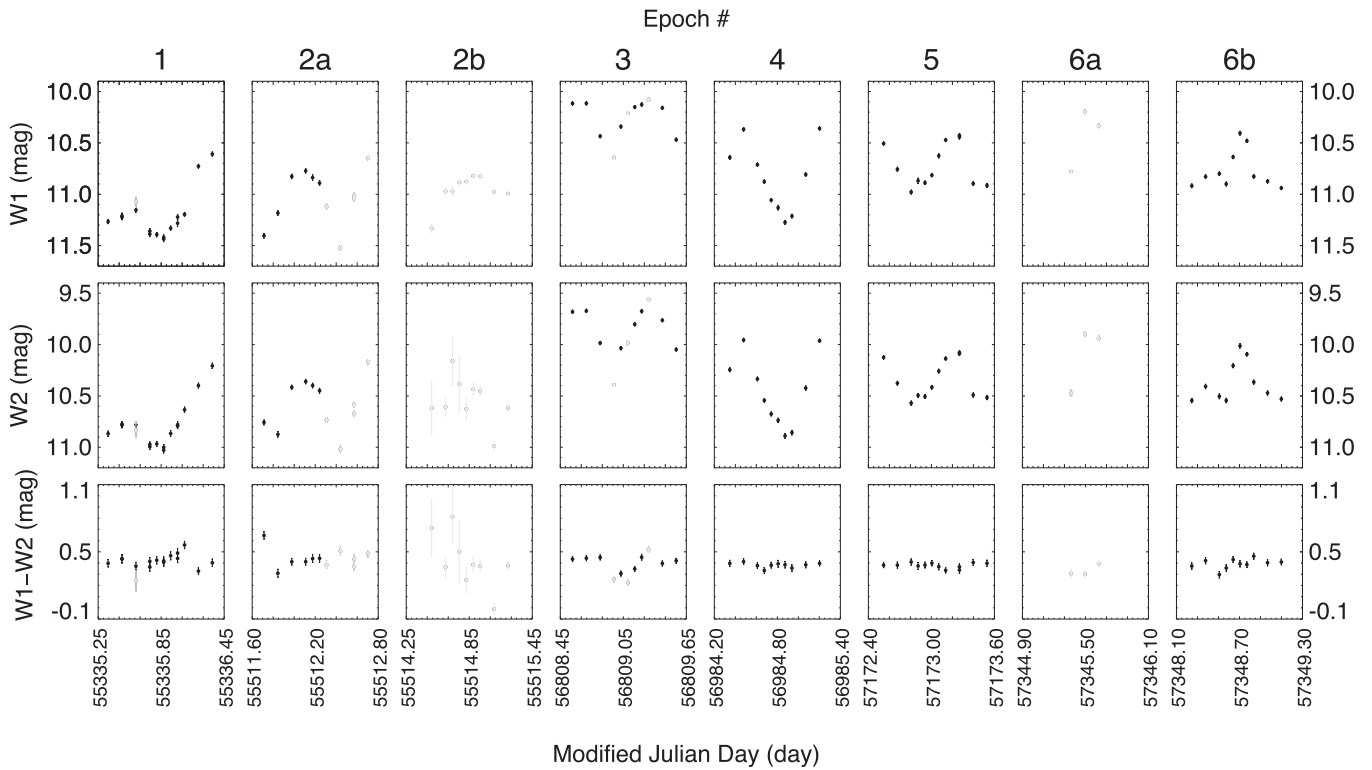 Epoch #
1 2a 2b 3 4 5 6a 6b
W1 (mag)
10.0 10.0
10.5 10.5
11.0 11.0
11.5 11.5
W2 (mag)
9.5 9.5
10.0 10.0
10.5 10.5
11.0 11.0
W1−W2 (mag)
1.1 1.1
0.5 0.5
-0.1 -0.1
55335.25 55335.85 55336.45 55511.60 55512.20 55512.80 55514.25 55514.85 55515.45 56808.45 56809.05 56809.65 56984.20 56984.80 56985.40 57172.40 57173.00 57173.60 57344.90 57345.50 57346.10 57348.10 57348.70 57349.30
Modified Julian Day (day)